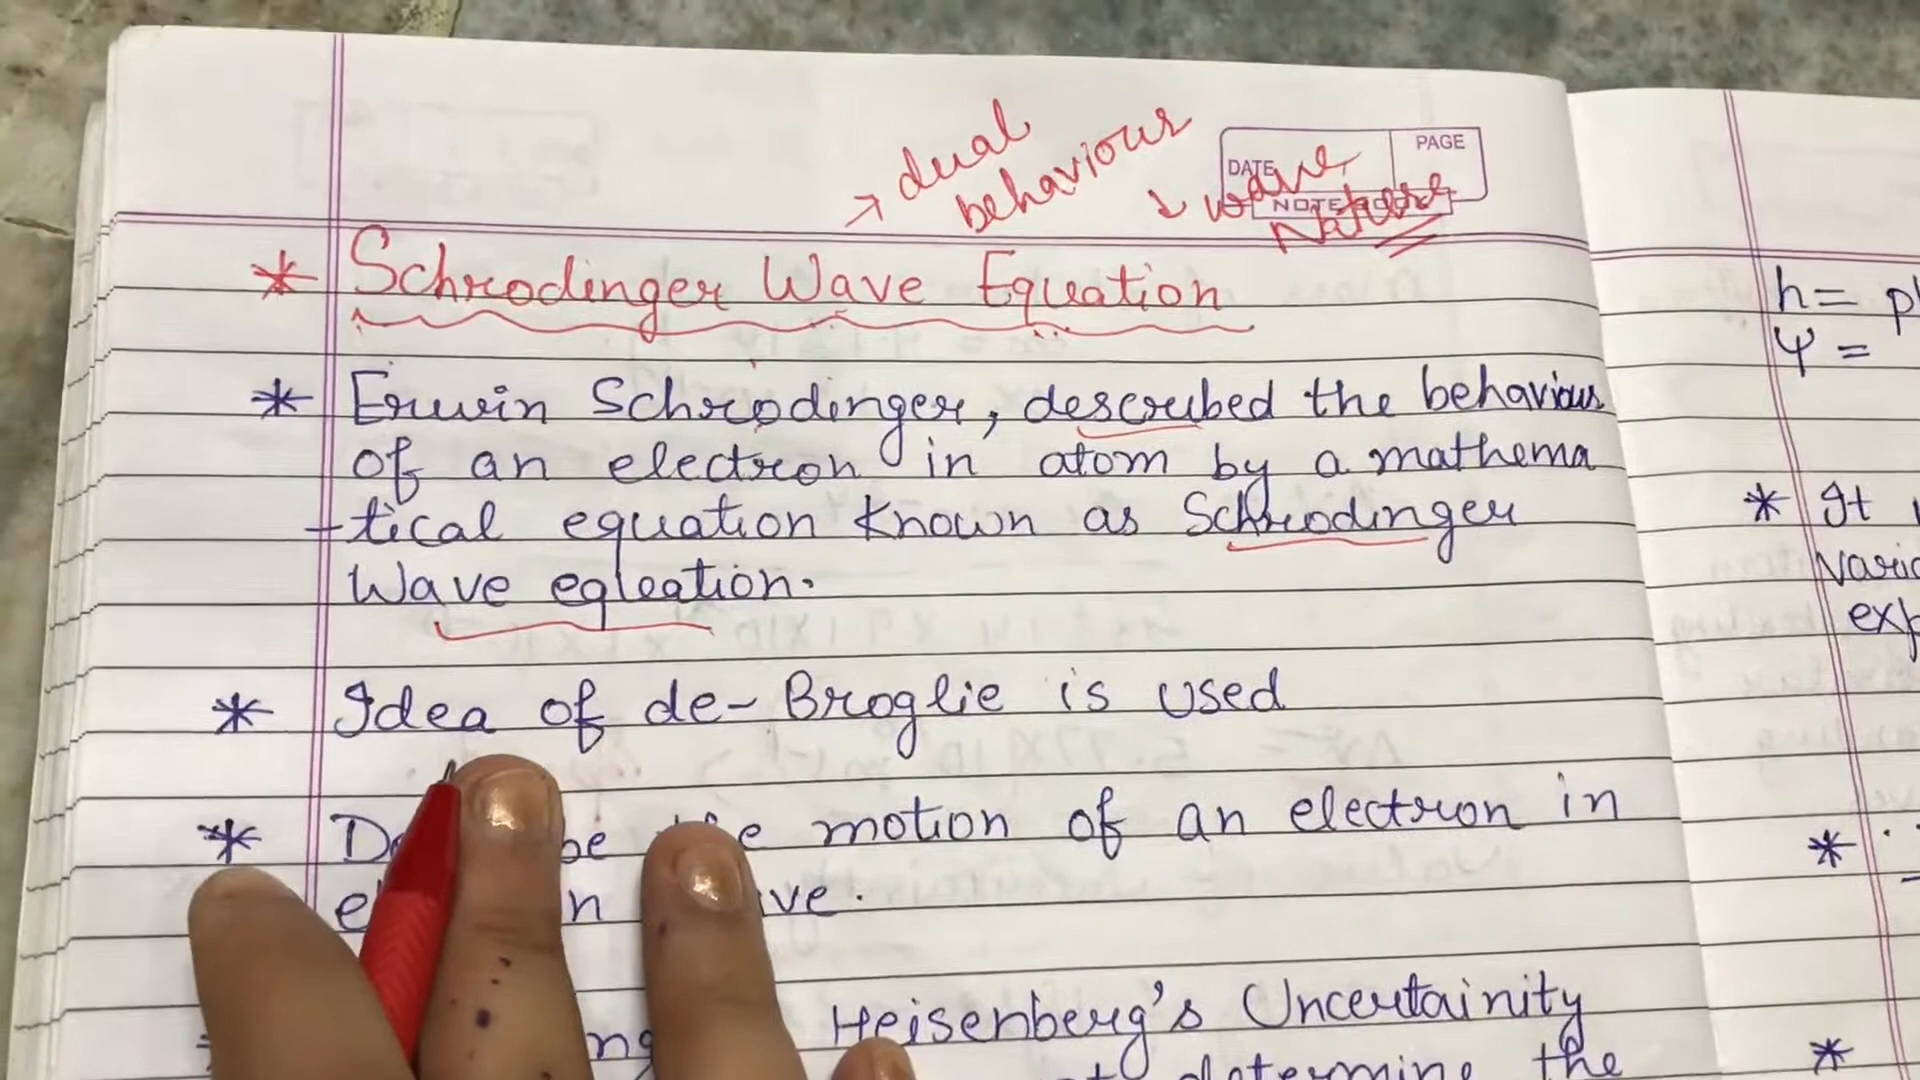 → dual
behaviour
↓ wave
Nature
DATE
PAGE
* Schrodinger Wave Equation
* Erwin Schrodinger, described the behaviour
of an electron in atom by a mathema
-tical equation known as Schrodinger
Wave eqleation.
* Idea of de-Broglie is used
* motion of an electron in
Heisenberg's Uncertainity
determine the
h=
Ψ =
* It
*
*